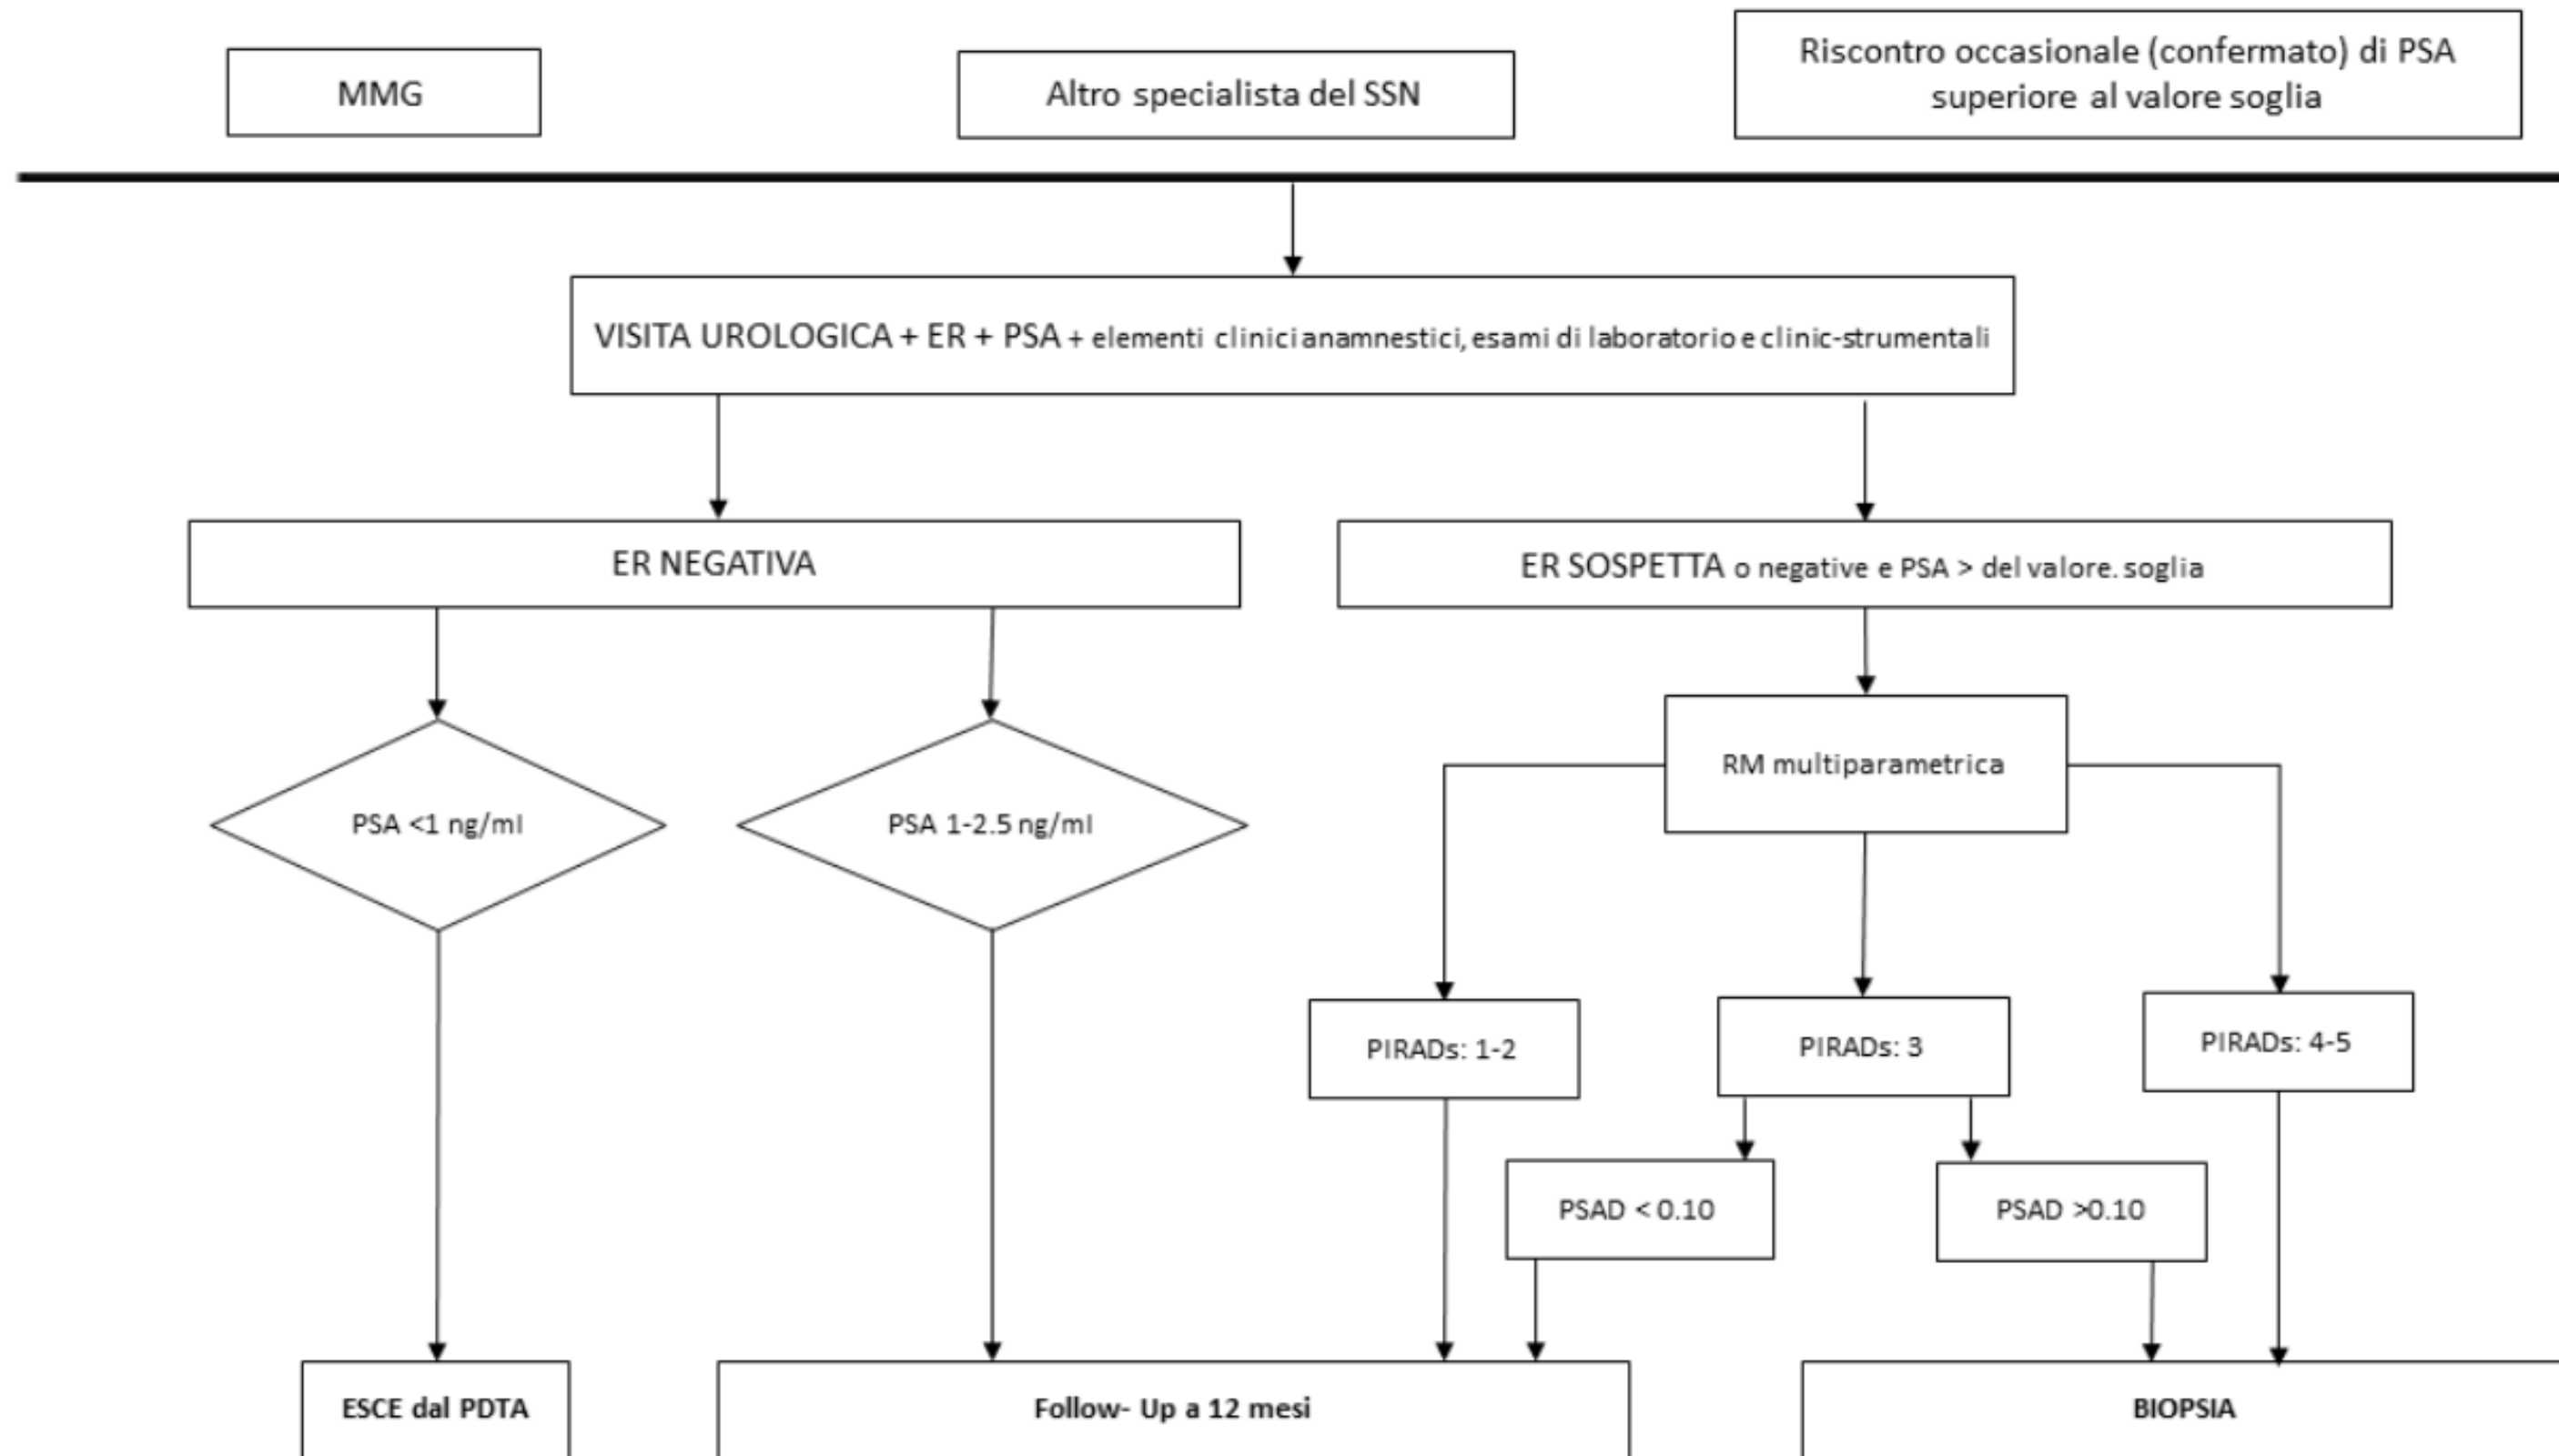 MMG
Altro specialista del SSN
Riscontro occasionale (confermato) di PSA
superiore al valore soglia
VISITA UROLOGICA + ER + PSA + elementi clinici anamnestici, esami di laboratorio e clinic-strumentali
ER NEGATIVA
ER SOSPETTA o negative e PSA > del valore. soglia
RM multiparametrica
PSA <1 ng/ml
PSA 1-2.5 ng/ml
PIRADs: 1-2
PIRADs: 3
PIRADs: 4-5
PSAD < 0.10
PSAD >0.10
ESCE dal PDTA
Follow- Up a 12 mesi
BIOPSIA